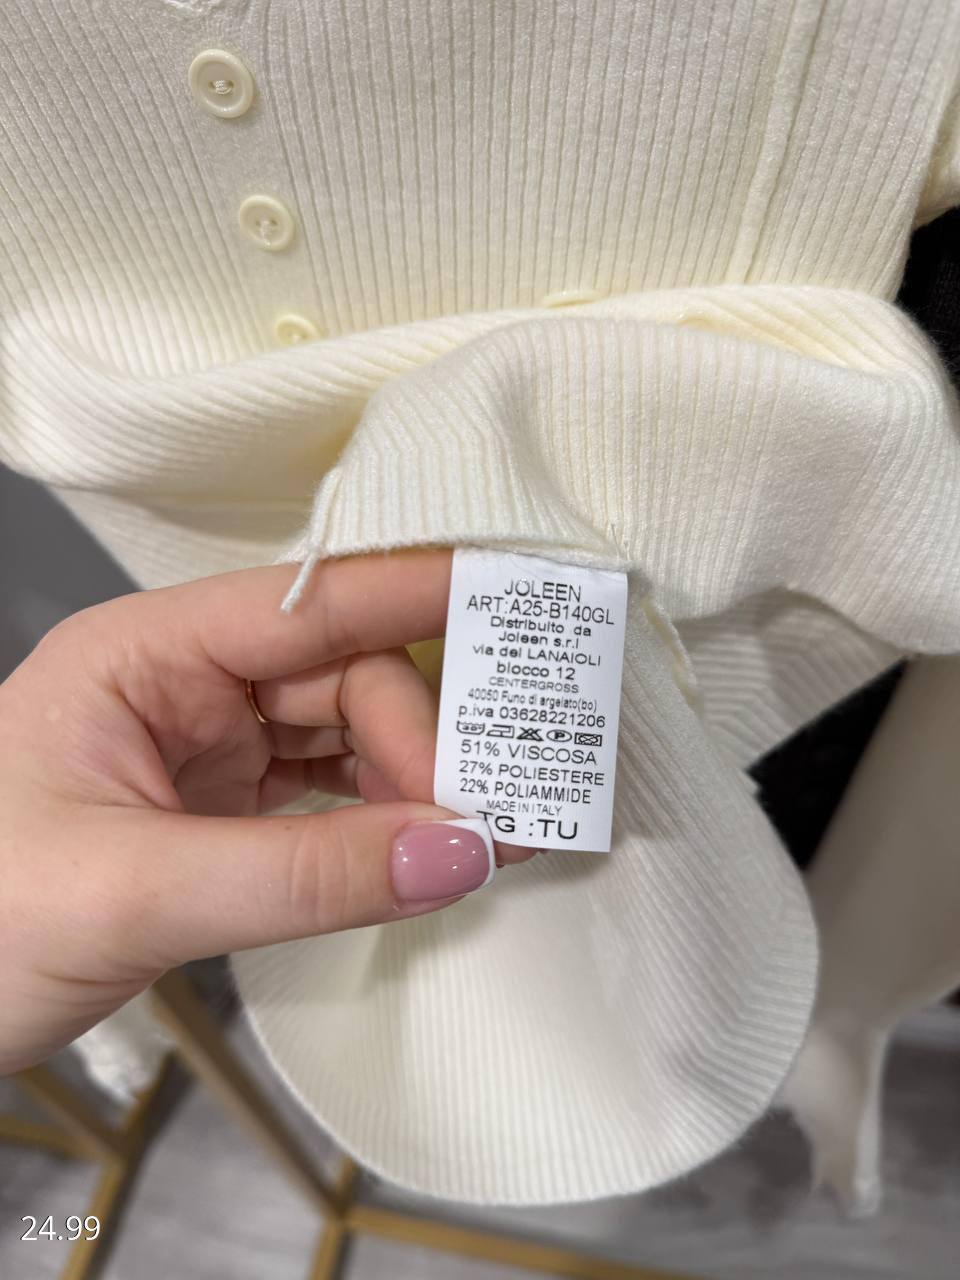 JOLEEN
ART:A25-B140GL
Distribuito da
Joleen s.r.l
via dei LANAIOLI
blocco 12
CENTERGROSS
40050 Funo di argelato(bo)
p.iva 03628221206
51% VISCOSA
27% POLIESTERE
22% POLIAMMIDE
MADE IN ITALY
TG :TU
24.99